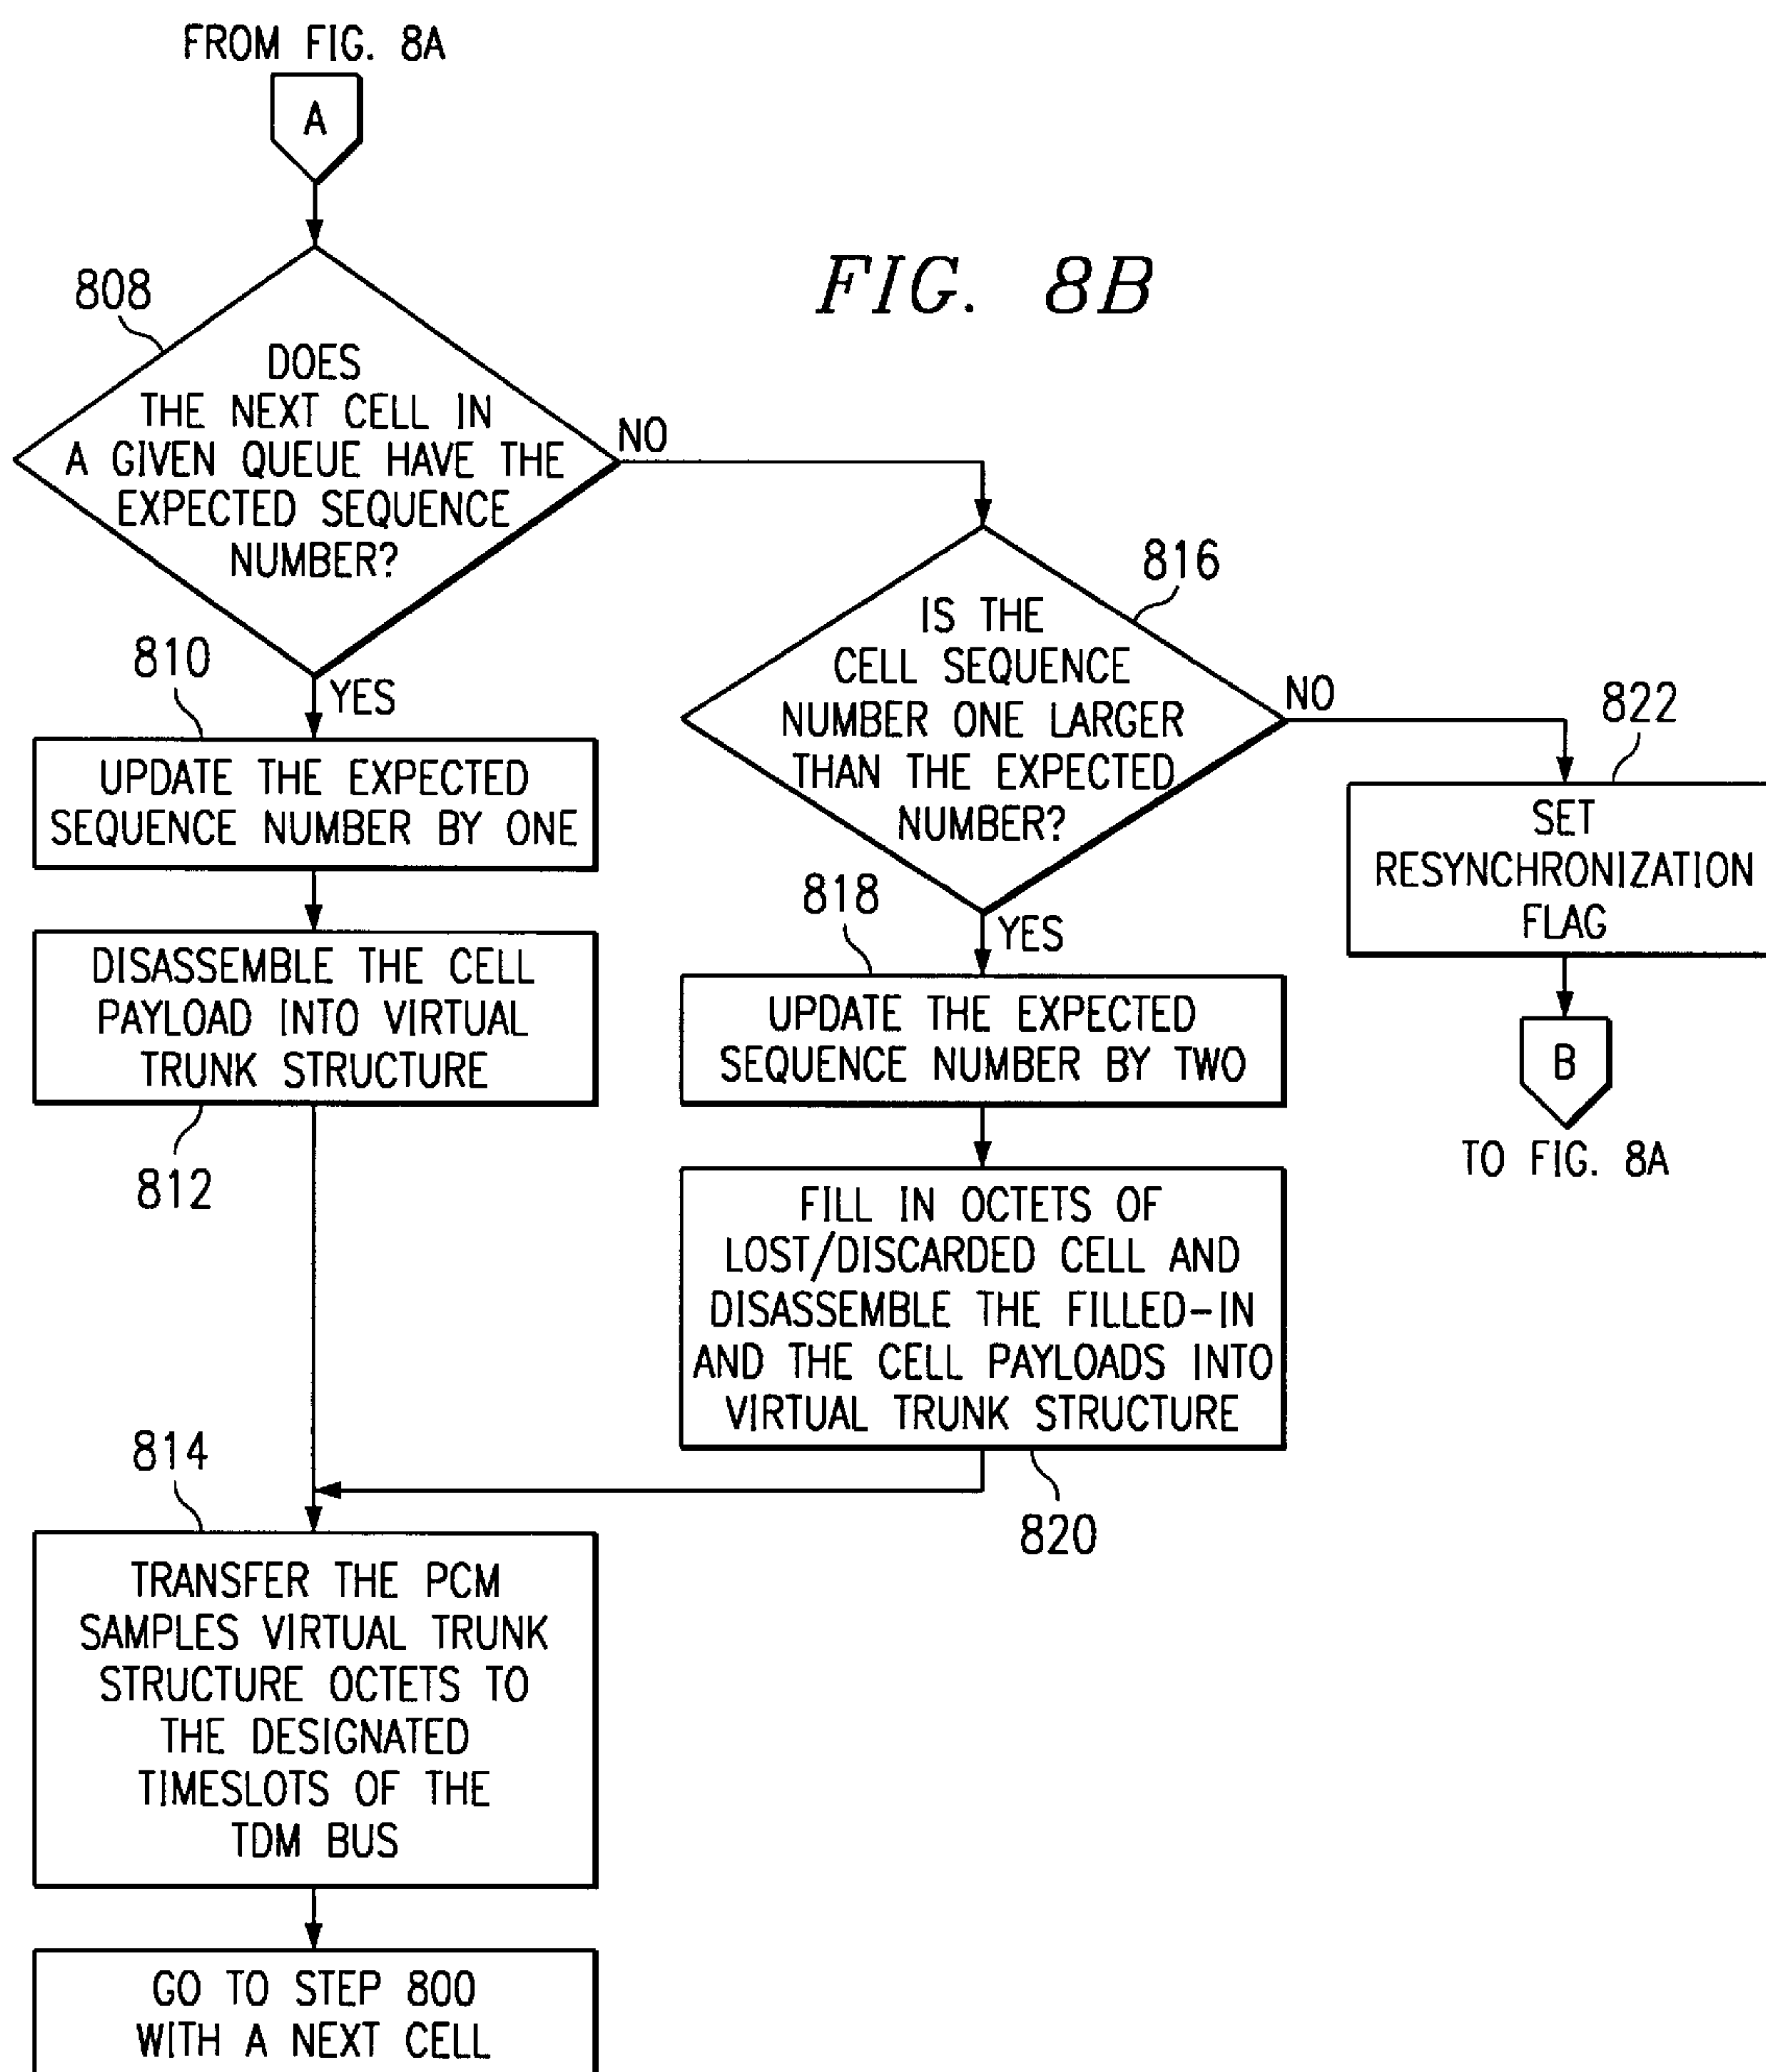 FROM FIG. 8A
A
FIG. 8B
808
DOES
THE NEXT CELL IN
A GIVEN QUEUE HAVE THE
EXPECTED SEQUENCE
NUMBER?
NO
YES
810
UPDATE THE EXPECTED
SEQUENCE NUMBER BY ONE
DISASSEMBLE THE CELL
PAYLOAD INTO VIRTUAL
TRUNK STRUCTURE
812
816
IS THE
CELL SEQUENCE
NUMBER ONE LARGER
THAN THE EXPECTED
NUMBER?
NO
YES
818
UPDATE THE EXPECTED
SEQUENCE NUMBER BY TWO
FILL IN OCTETS OF
LOST/DISCARDED CELL AND
DISASSEMBLE THE FILLED-IN
AND THE CELL PAYLOADS INTO
VIRTUAL TRUNK STRUCTURE
820
822
SET
RESYNCHRONIZATION
FLAG
B
TO FIG. 8A
814
TRANSFER THE PCM
SAMPLES VIRTUAL TRUNK
STRUCTURE OCTETS TO
THE DESIGNATED
TIMESLOTS OF THE
TDM BUS
GO TO STEP 800
WITH A NEXT CELL